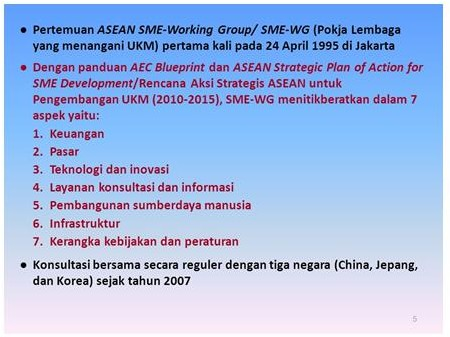 ● Pertemuan ASEAN SME-Working Group/ SME-WG (Pokja Lembaga
yang menangani UKM) pertama kali pada 24 April 1995 di Jakarta
● Dengan panduan AEC Blueprint dan ASEAN Strategic Plan of Action for
SME Development/Rencana Aksi Strategis ASEAN untuk
Pengembangan UKM (2010-2015), SME-WG menitikberatkan dalam 7
aspek yaitu:
1. Keuangan
2. Pasar
3. Teknologi dan inovasi
4. Layanan konsultasi dan informasi
5. Pembangunan sumberdaya manusia
6. Infrastruktur
7. Kerangka kebijakan dan peraturan
● Konsultasi bersama secara reguler dengan tiga negara (China, Jepang,
dan Korea) sejak tahun 2007
5